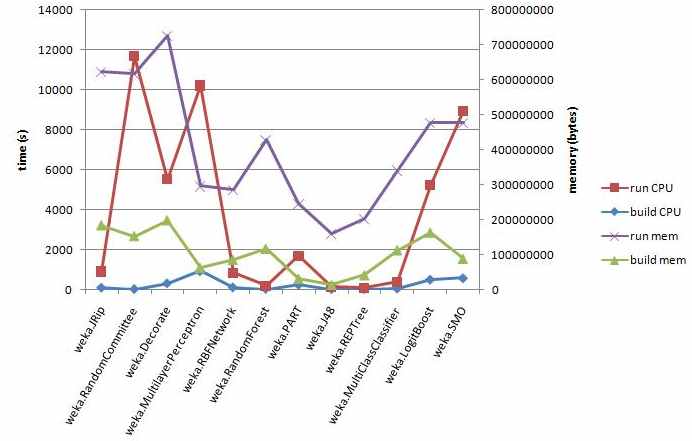 14000
12000
10000
8000
6000
4000
2000
0
time (s)
800000000
700000000
600000000
500000000
400000000
300000000
200000000
100000000
0
memory (bytes)
run CPU
build CPU
run mem
build mem
weka.JRip
weka.RandomCommittee
weka.Decorate
weka.MultilayerPerceptron
weka.RBFNetwork
weka.RandomForest
weka.PART
weka.J48
weka.REPTree
weka.MultiClassClassifier
weka.LogitBoost
weka.SMO